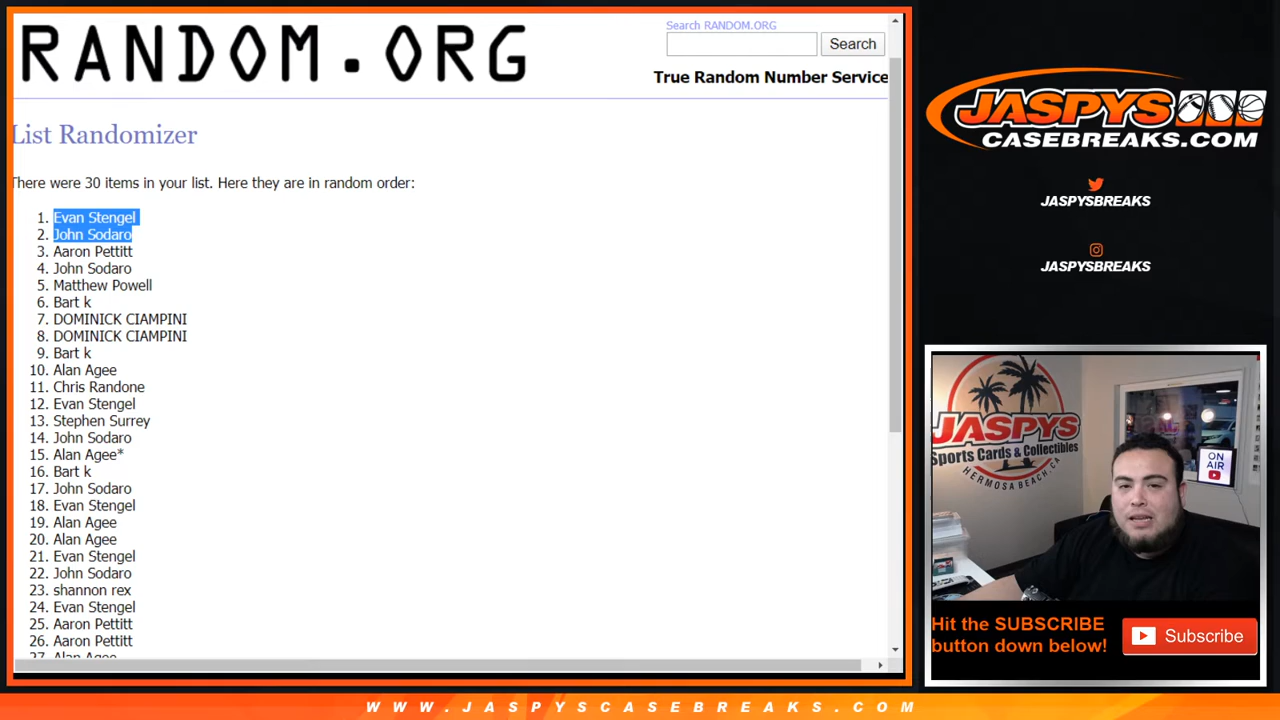 RANDOM.ORG
Search RANDOM.ORG
Search
True Random Number Service
List Randomizer
There were 30 items in your list. Here they are in random order:
1. Evan Stengel
2. John Sodaro
3. Aaron Pettitt
4. John Sodaro
5. Matthew Powell
6. Bart k
7. DOMINICK CIAMPINI
8. DOMINICK CIAMPINI
9. Bart k
10. Alan Agee
11. Chris Randone
12. Evan Stengel
13. Stephen Surrey
14. John Sodaro
15. Alan Agee*
16. Bart k
17. John Sodaro
18. Evan Stengel
19. Alan Agee
20. Alan Agee
21. Evan Stengel
22. John Sodaro
23. shannon rex
24. Evan Stengel
25. Aaron Pettitt
26. Aaron Pettitt
27. Alan Agee
JASPYS
CASEBREAKS.COM
JASPYSBREAKS
JASPYSBREAKS
JASPYS
Sports Cards & Collectibles
HERMOSA BEACH, CA
ON
AIR
Hit the SUBSCRIBE
button down below!
Subscribe
WWW.JASPYSCASEBREAKS.COM